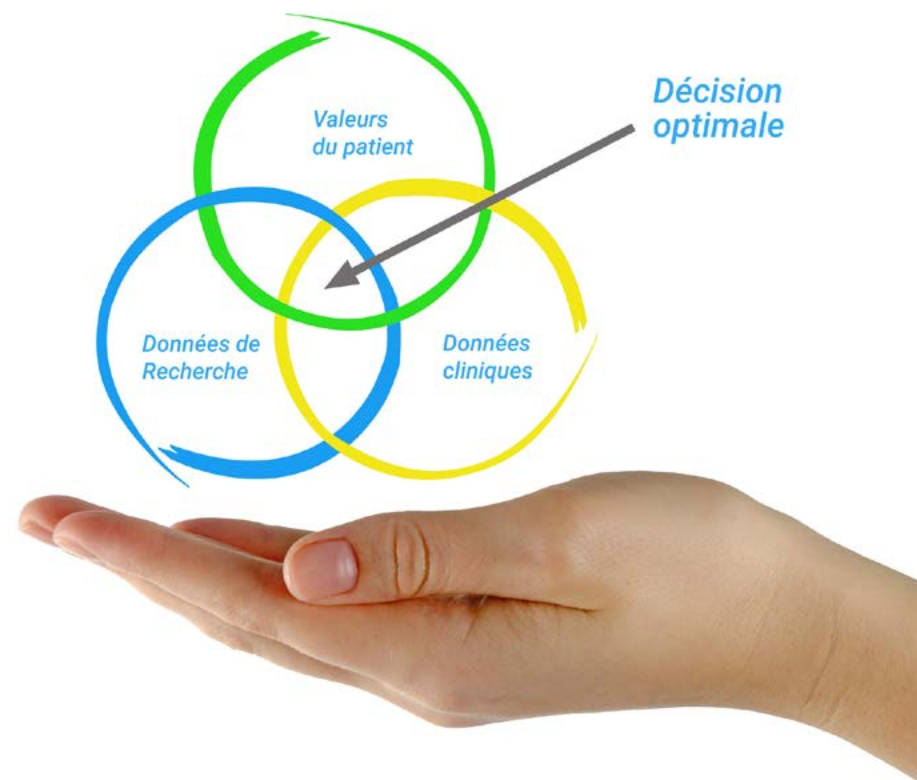 Décision
optimale
Valeurs
du patient
Données de
Recherche
Données
cliniques